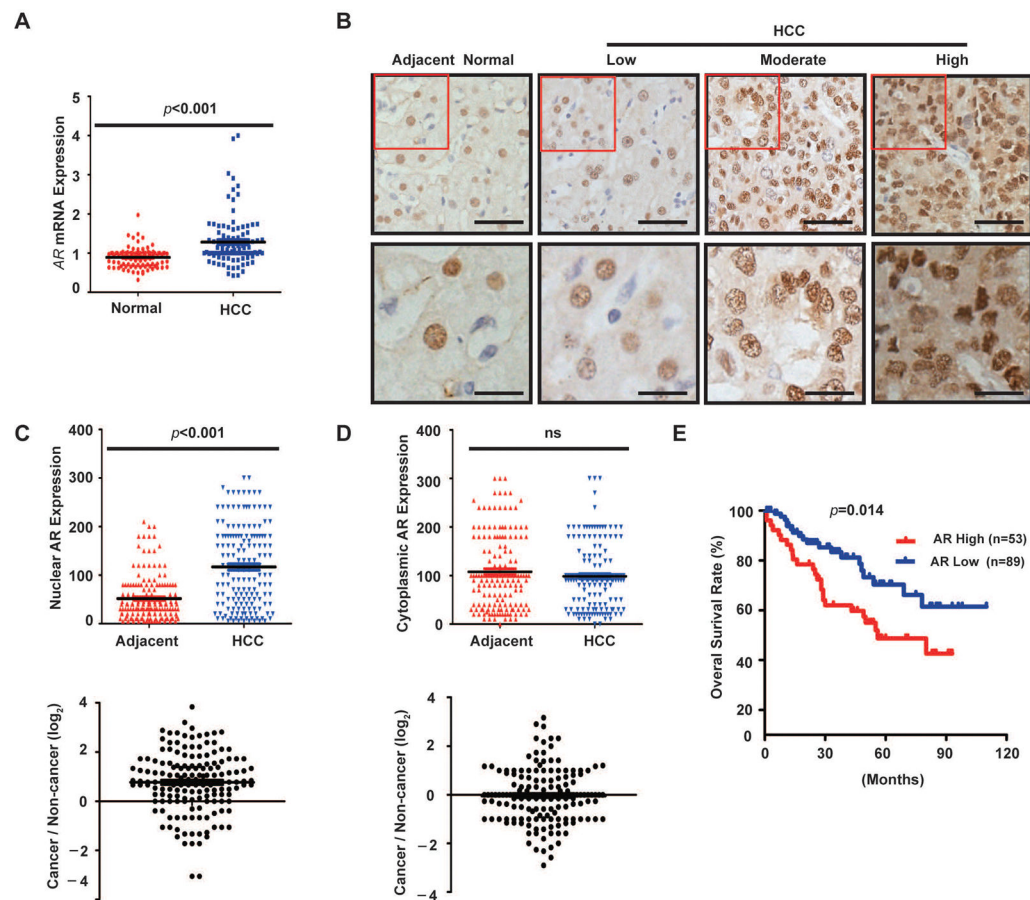 A
p<0.001
AR mRNA Expression
5
4
3
2
1
0
Normal
HCC
B
HCC
Adjacent Normal
Low
Moderate
High
C
p<0.001
Nuclear AR Expression
400
300
200
100
0
Adjacent
HCC
Cancer / Non-cancer (log2)
4
2
0
−2
−4
D
ns
Cytoplasmic AR Expression
400
300
200
100
0
Adjacent
HCC
Cancer / Non-cancer (log2)
4
2
0
−2
−4
E
p=0.014
AR High (n=53)
AR Low (n=89)
Overal Surival Rate (%)
100
80
60
40
20
0
0
30
60
90
120
(Months)